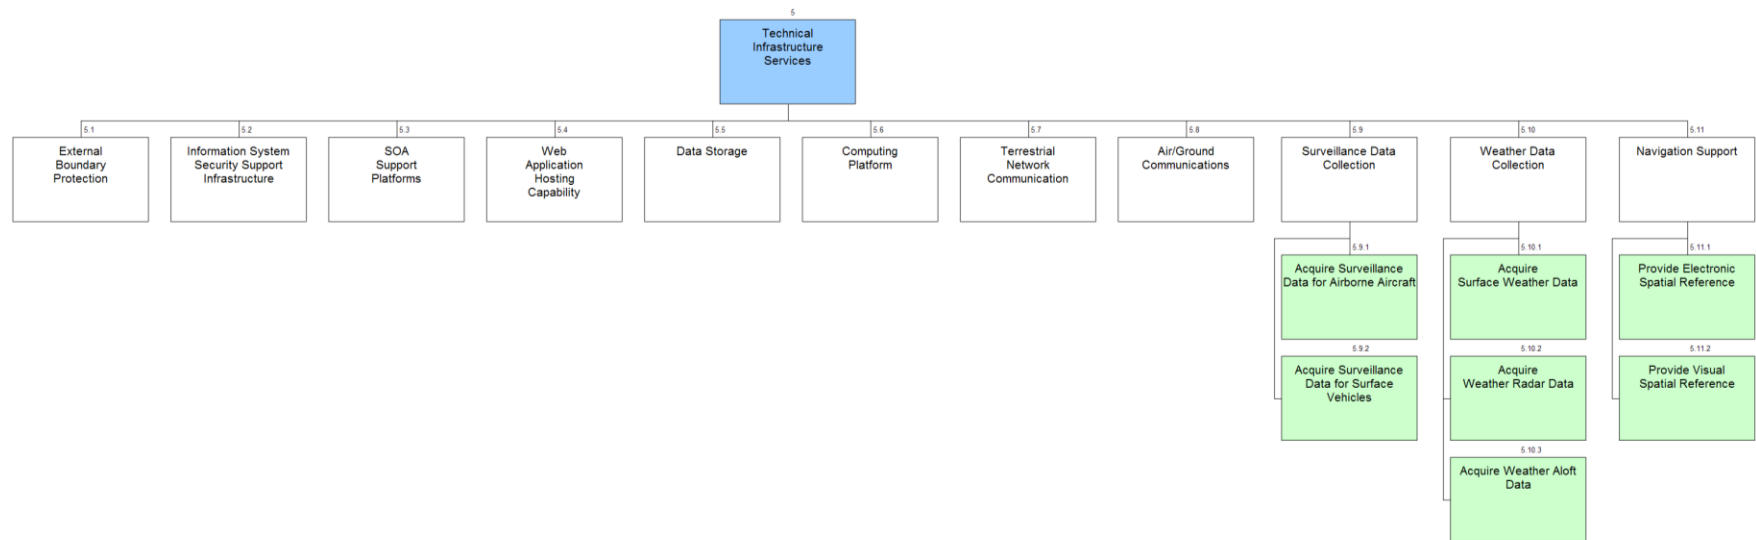 5
Technical
Infrastructure
Services
5.1
External
Boundary
Protection
5.2
Information System
Security Support
Infrastructure
5.3
SOA
Support
Platforms
5.4
Web
Application
Hosting
Capability
5.5
Data Storage
5.6
Computing
Platform
5.7
Terrestrial
Network
Communication
5.8
Air/Ground
Communications
5.9
Surveillance Data
Collection
5.10
Weather Data
Collection
5.11
Navigation Support
5.9.1
Acquire Surveillance
Data for Airborne Aircraft
5.10.1
Acquire
Surface Weather Data
5.11.1
Provide Electronic
Spatial Reference
5.9.2
Acquire Surveillance
Data for Surface
Vehicles
5.10.2
Acquire
Weather Radar Data
5.11.2
Provide Visual
Spatial Reference
5.10.3
Acquire Weather Aloft
Data